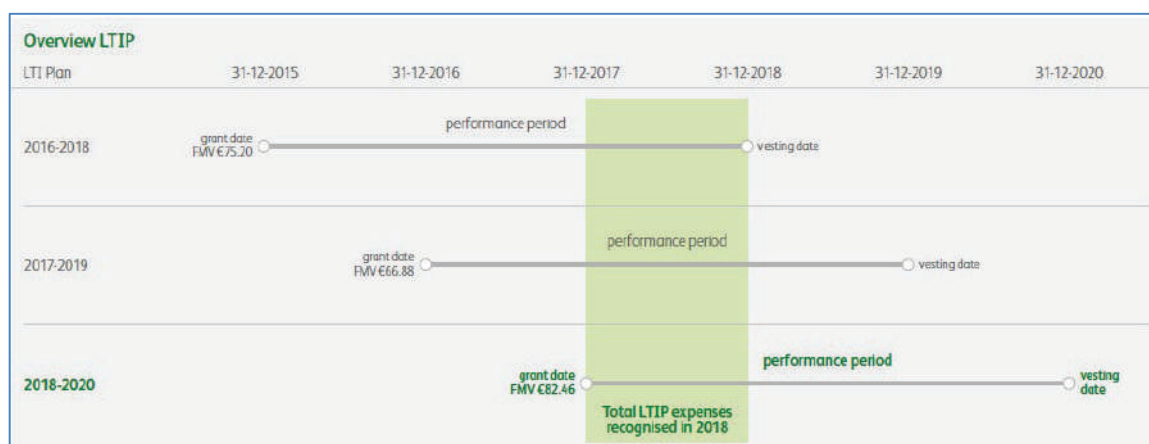 Overview LTIP
LTI Plan 31-12-2015 31-12-2016 31-12-2017 31-12-2018 31-12-2019 31-12-2020
performance period
2016-2018 grant date vesting date
FMV €75.20
performance period
2017-2019 grant date vesting date
FMV €66.88
performance period
2018-2020 grant date vesting
FMV €82.46 date
Total LTIP expenses
recognised in 2018